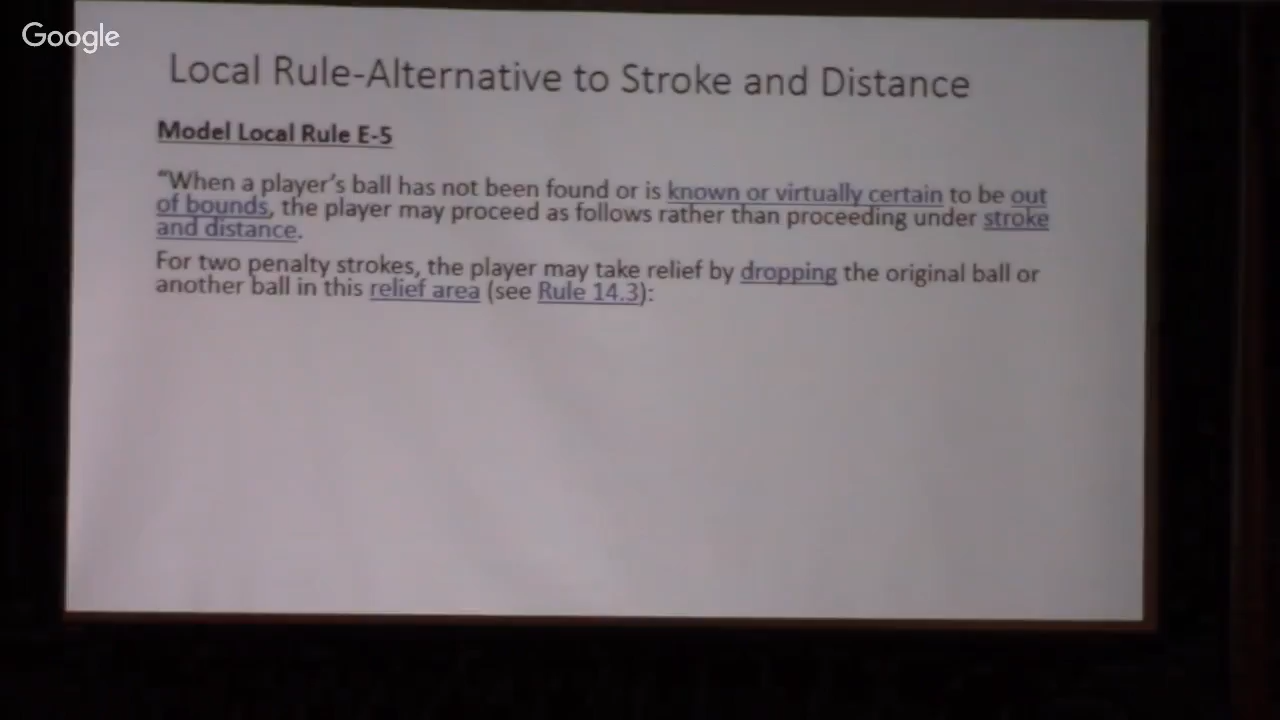 Google
Local Rule-Alternative to Stroke and Distance
Model Local Rule E-5
“When a player’s ball has not been found or is known or virtually certain to be out
of bounds, the player may proceed as follows rather than proceeding under stroke
and distance.
For two penalty strokes, the player may take relief by dropping the original ball or
another ball in this relief area (see Rule 14.3):